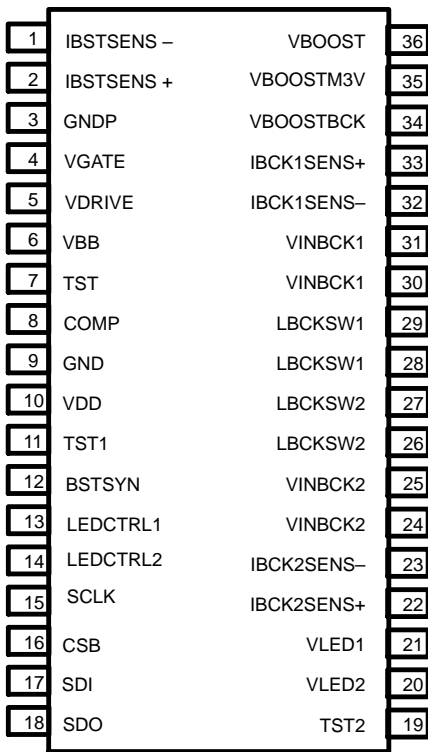 1 IBSTSENS – VBOOST 36
2 IBSTSENS + VBOOSTM3V 35
3 GNDP VBOOSTBCK 34
4 VGATE IBCK1SENS+ 33
5 VDRIVE IBCK1SENS– 32
6 VBB VINBCK1 31
7 TST VINBCK1 30
8 COMP LBCKSW1 29
9 GND LBCKSW1 28
10 VDD LBCKSW2 27
11 TST1 LBCKSW2 26
12 BSTSYN VINBCK2 25
13 LEDCTRL1 VINBCK2 24
14 LEDCTRL2 IBCK2SENS– 23
15 SCLK IBCK2SENS+ 22
16 CSB VLED1 21
17 SDI VLED2 20
18 SDO TST2 19